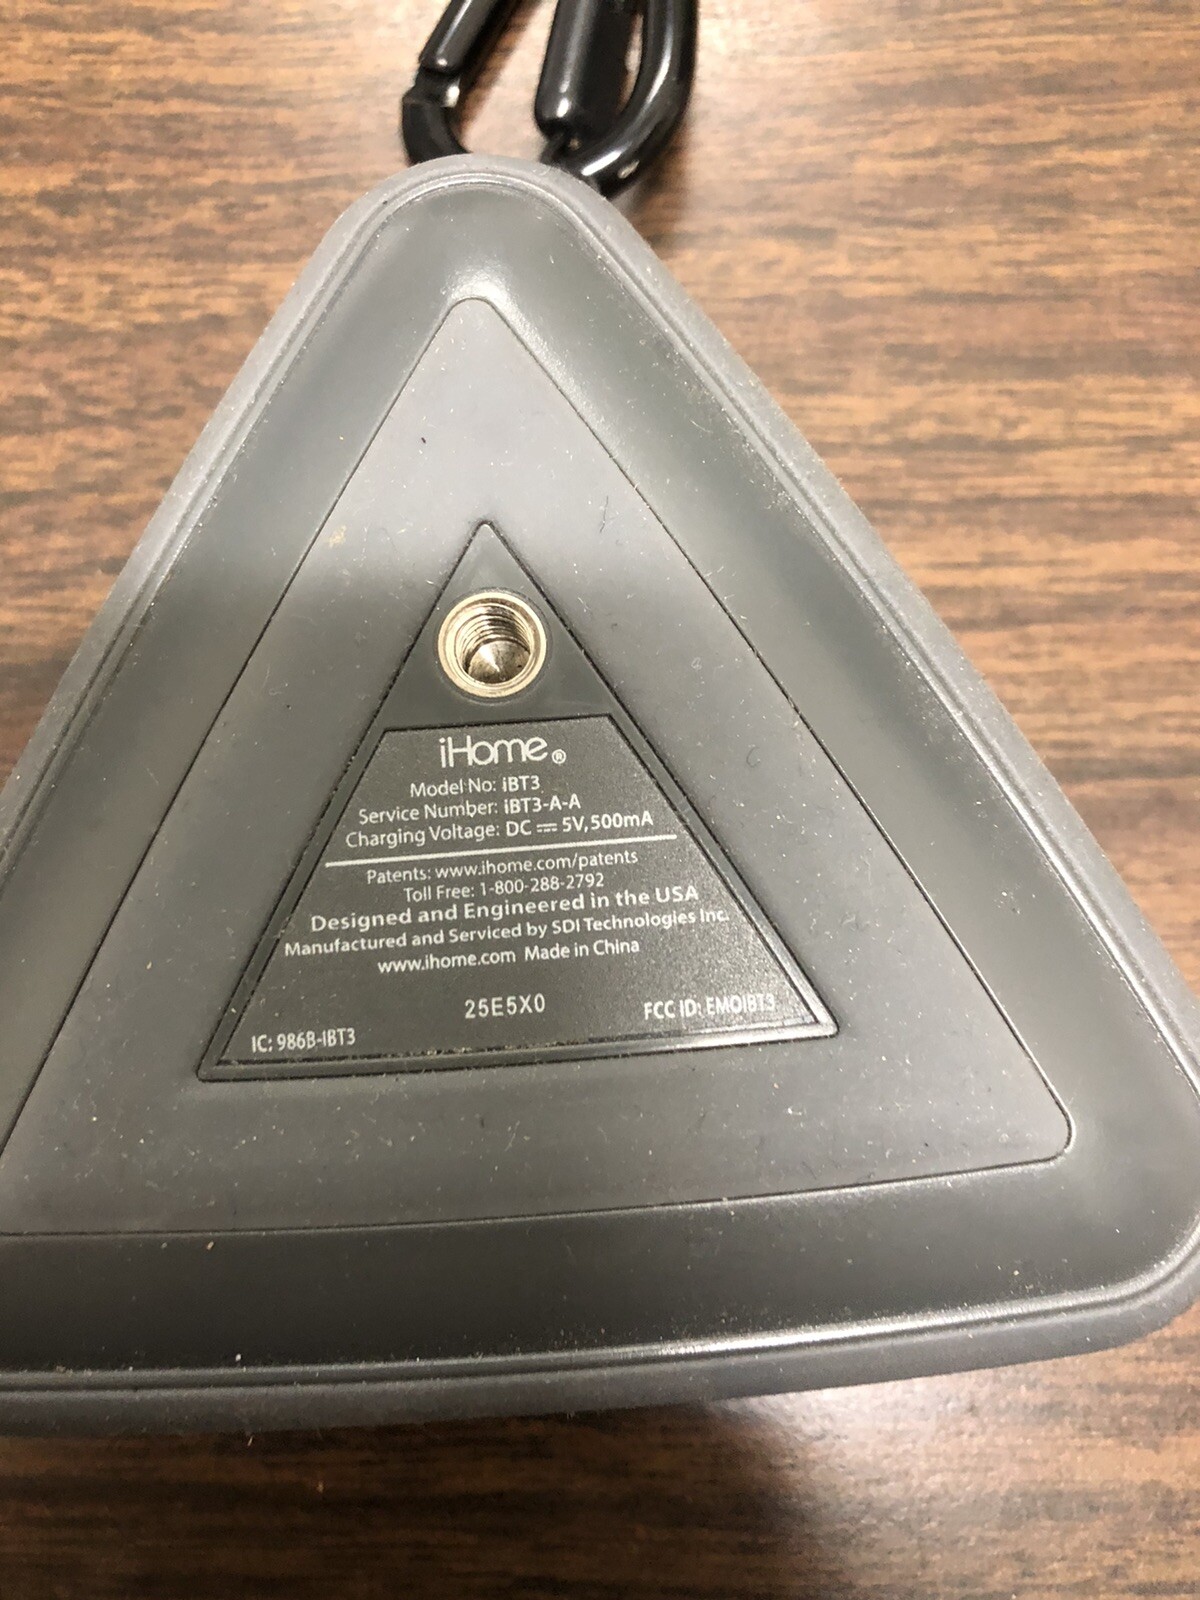 iHome®
Model No: iBT3
Service Number: iBT3-A-A
Charging Voltage: DC ⎓ 5V,500mA
Patents: www.ihome.com/patents
Toll Free: 1-800-288-2792
Designed and Engineered in the USA
Manufactured and Serviced by SDI Technologies Inc.
www.ihome.com Made in China
25E5X0
FCC ID: EMOIBT3
IC: 986B-IBT3